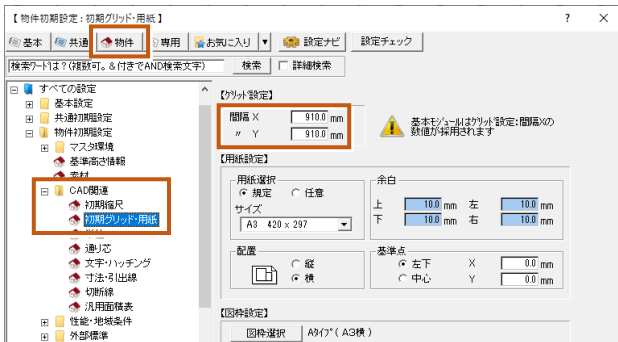 【物件初期設定:初期グリッド・用紙】 ? ×
基本 共通 物件 専用 お気に入り ▼ 設定ナビ 設定チェック
検索ワードは?(複数可。&付きでAND検索文字) 検索 詳細検索
すべての設定
基本設定
共通初期設定
物件初期設定
マスタ環境
基準高さ情報
素材
CAD関連
初期縮尺
初期グリッド・用紙
通り芯
文字・ハッチング
寸法・引出線
切断線
汎用面積表
性能・地域条件
外部標準
【グリッド設定】
間隔 X 910.0 mm
〃 Y 910.0 mm
基本モジュールはグリッド設定:間隔Xの
数値が採用されます
【用紙設定】
用紙選択
規定 任意
サイズ
A3 420 x 297
余白
上 10.0 mm 左 10.0 mm
下 10.0 mm 右 10.0 mm
配置
縦
横
基準点
左下 X 0.0 mm
中心 Y 0.0 mm
【図枠設定】
図枠選択 Aタイプ(A3横)